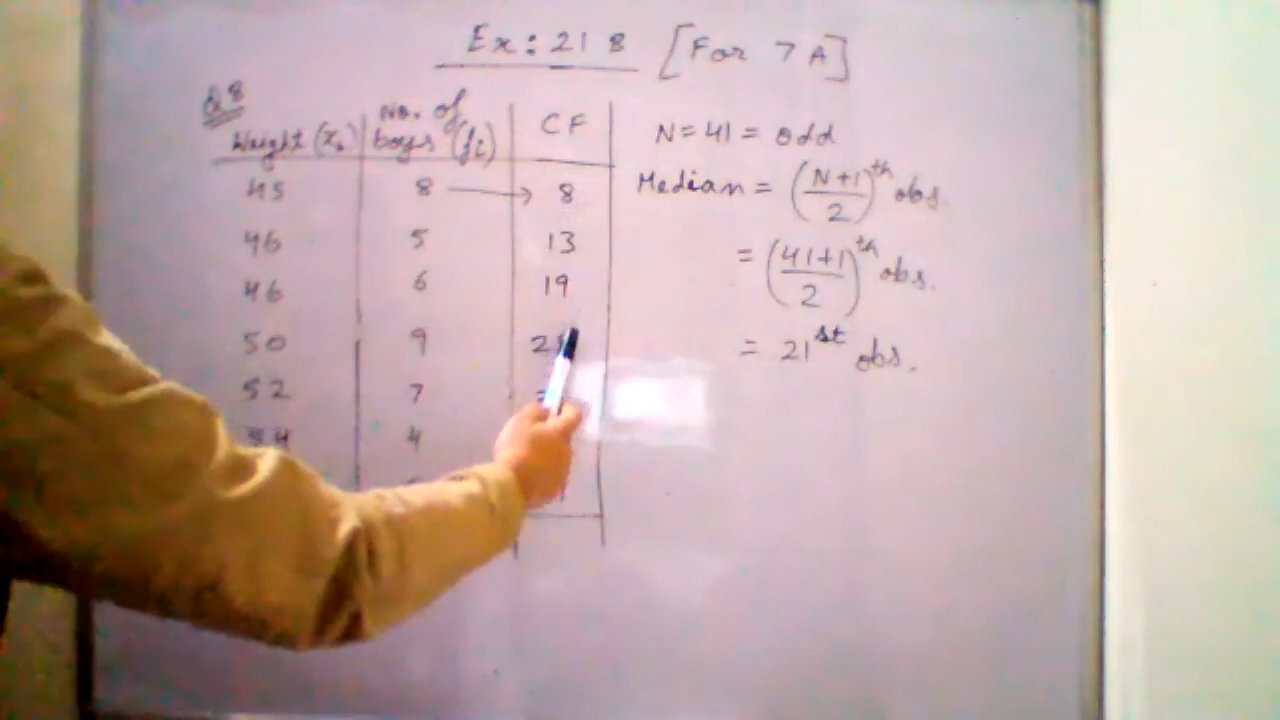 Ex: 21 B [For 7 A]
Q8
Weight (xi) No. of boys (fi) CF
45 8 → 8
46 5 13
46 6 19
50 9
52 7
54 4
N = 41 = odd
Median = (N+1/2)th obs.
= (41+1/2)th obs.
= 21st obs.